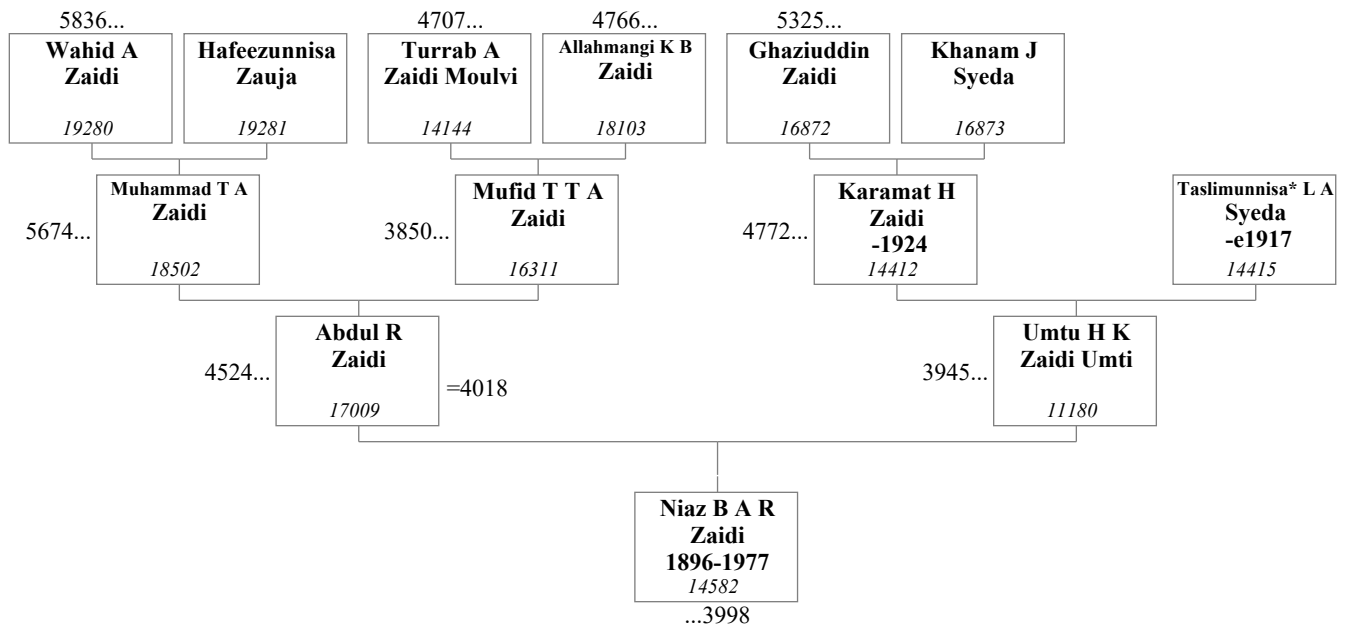 5836...
4707...
4766...
5325...
Wahid A
Zaidi
19280
Hafeezunnisa
Zauja
19281
Turrab A
Zaidi Moulvi
14144
Allahmangi K B
Zaidi
18103
Ghaziuddin
Zaidi
16872
Khanam J
Syeda
16873
5674...
Muhammad T A
Zaidi
18502
3850...
Mufid T T A
Zaidi
16311
4772...
Karamat H
Zaidi
-1924
14412
Taslimunnisa* L A
Syeda
-e1917
14415
4524...
Abdul R
Zaidi
17009
=4018
3945...
Umtu H K
Zaidi Umti
11180
Niaz B A R
Zaidi
1896-1977
14582
...3998